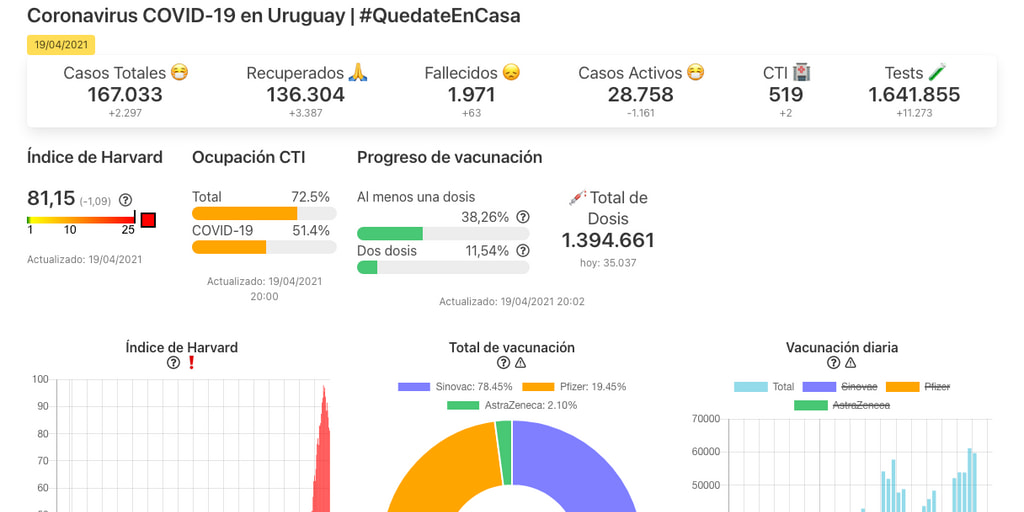 Coronavirus COVID-19 en Uruguay | #QuedateEnCasa
19/04/2021
Casos Totales 😷 Recuperados 🙏 Fallecidos 😞 Casos Activos 😷 CTI 🏥 Tests 🧪
167.033 136.304 1.971 28.758 519 1.641.855
+2.297 +3.387 +63 -1.161 +2 +11.273
Índice de Harvard Ocupación CTI Progreso de vacunación
81,15 (-1,09)
1 10 25
Actualizado: 19/04/2021
Total 72.5%
COVID-19 51.4%
Actualizado: 19/04/2021
20:00
Al menos una dosis
38,26%
Dos dosis 11,54%
💉 Total de
Dosis
1.394.661
hoy: 35.037
Actualizado: 19/04/2021 20:02
Índice de Harvard
100
90
80
70
60
Total de vacunación
Sinovac: 78.45% Pfizer: 19.45%
AstraZeneca: 2.10%
Vacunación diaria
Total Sinovac Pfizer
AstraZeneca
70000
60000
50000